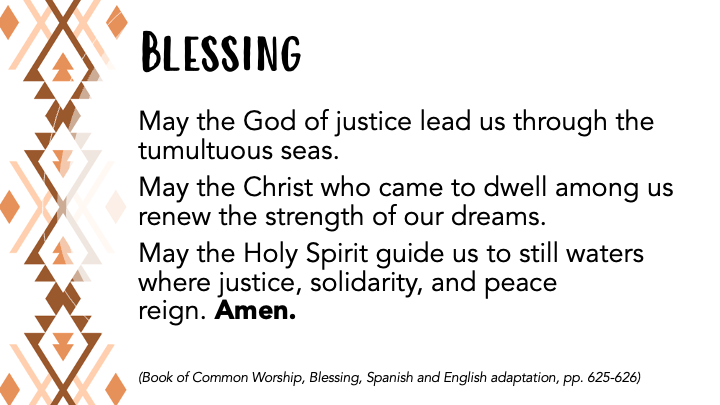 BLESSING
May the God of justice lead us through the
tumultuous seas.
May the Christ who came to dwell among us
renew the strength of our dreams.
May the Holy Spirit guide us to still waters
where justice, solidarity, and peace
reign. Amen.
(Book of Common Worship, Blessing, Spanish and English adaptation, pp. 625-626)